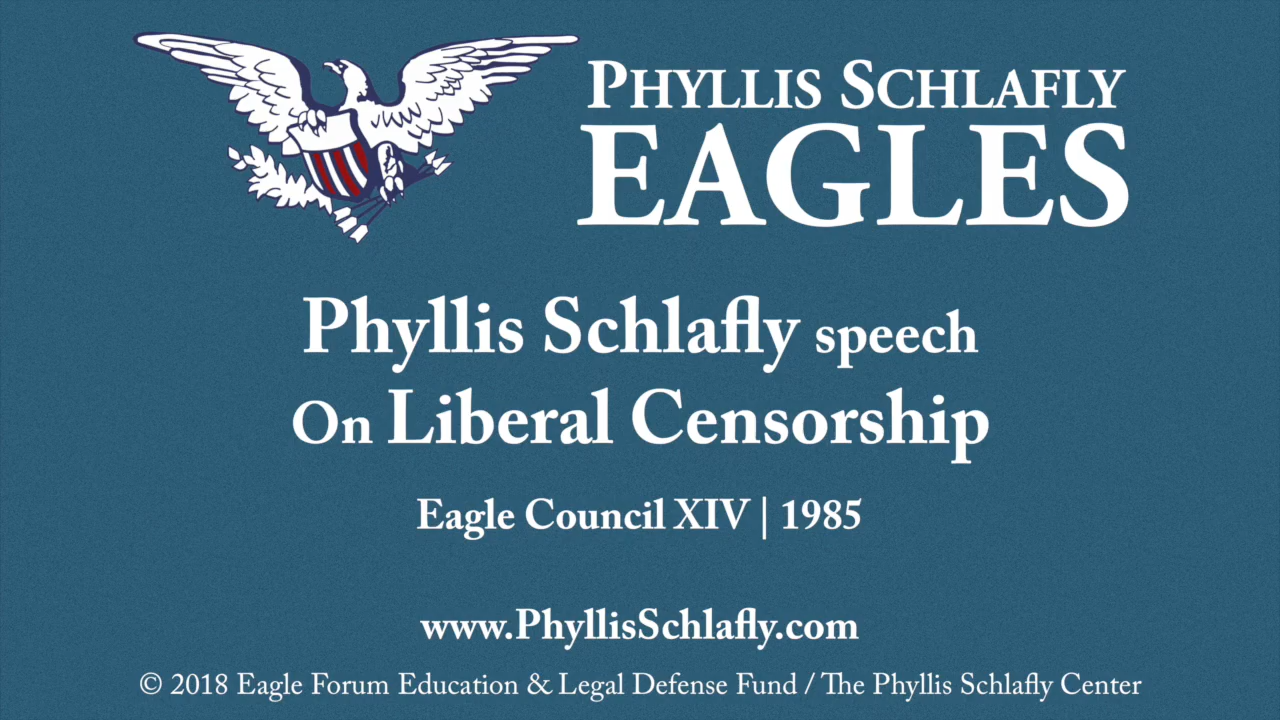 PHYLLIS SCHLAFLY
EAGLES
Phyllis Schlafly speech
On Liberal Censorship
Eagle Council XIV | 1985
www.PhyllisSchlafly.com
© 2018 Eagle Forum Education & Legal Defense Fund / The Phyllis Schlafly Center